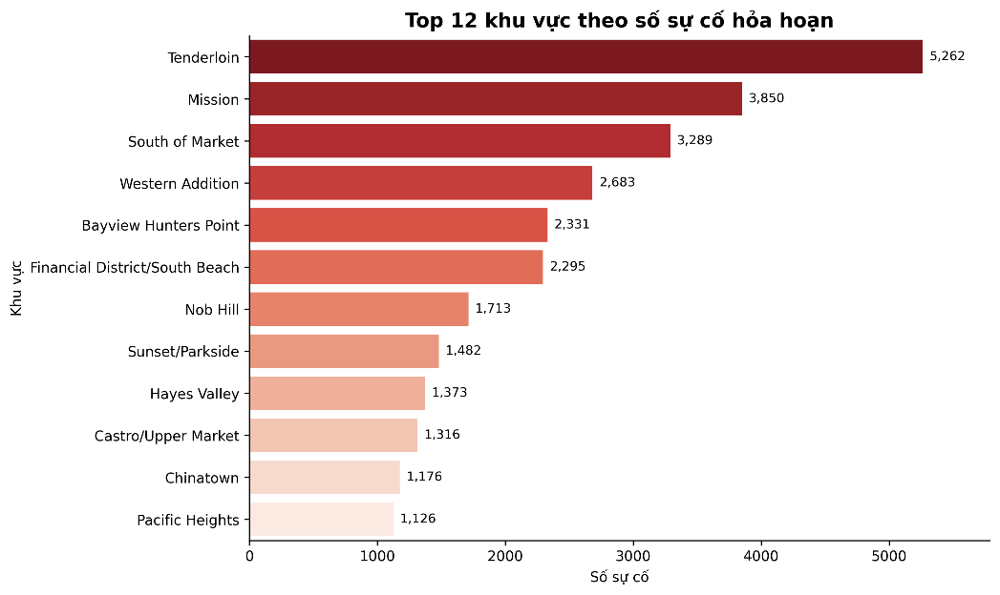 Top 12 khu vực theo số sự cố hỏa hoạn
Khu vực
Tenderloin 5,262
Mission 3,850
South of Market 3,289
Western Addition 2,683
Bayview Hunters Point 2,331
Financial District/South Beach 2,295
Nob Hill 1,713
Sunset/Parkside 1,482
Hayes Valley 1,373
Castro/Upper Market 1,316
Chinatown 1,176
Pacific Heights 1,126
0 1000 2000 3000 4000 5000
Số sự cố